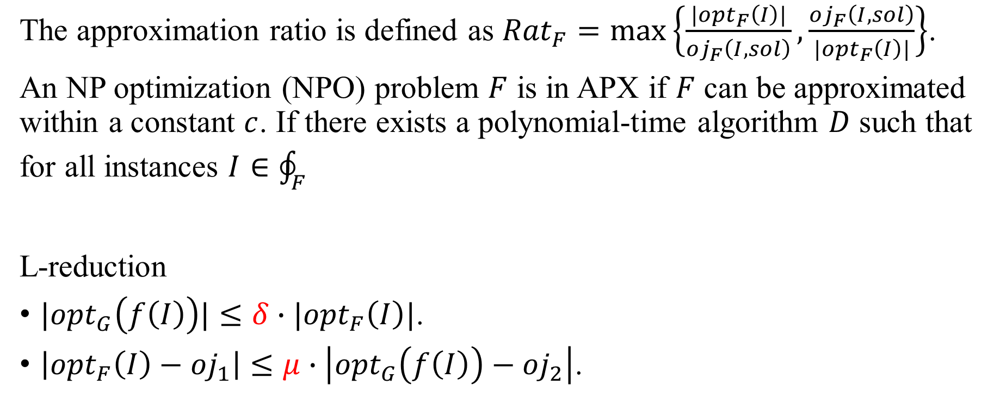 The approximation ratio is defined as $Rat_F = \max\left\{\frac{|opt_F(I)|}{oj_F(I,sol)}, \frac{oj_F(I,sol)}{|opt_F(I)|}\right\}$.
An NP optimization (NPO) problem $F$ is in APX if $F$ can be approximated
within a constant $c$. If there exists a polynomial-time algorithm $D$ such that
for all instances $I \in \oint_F$
L-reduction
• $|opt_G(f(I))| \leq \delta \cdot |opt_F(I)|$.
• $|opt_F(I) - oj_1| \leq \mu \cdot |opt_G(f(I)) - oj_2|$.